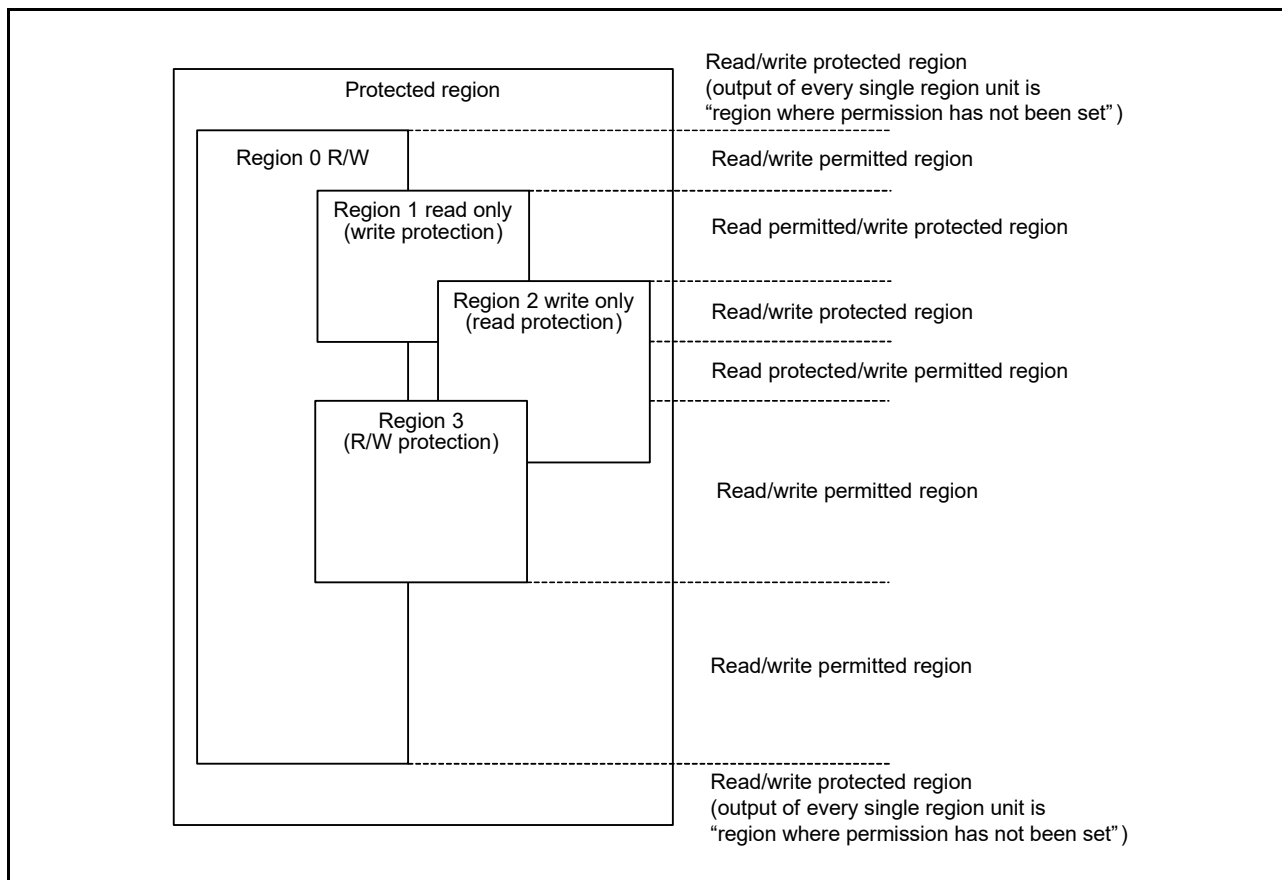 Read/write protected region
(output of every single region unit is
“region where permission has not been set”)
Protected region
Region 0 R/W
Read/write permitted region
Region 1 read only
(write protection)
Read permitted/write protected region
Region 2 write only
(read protection)
Read/write protected region
Read protected/write permitted region
Region 3
(R/W protection)
Read/write permitted region
Read/write permitted region
Read/write protected region
(output of every single region unit is
“region where permission has not been set”)